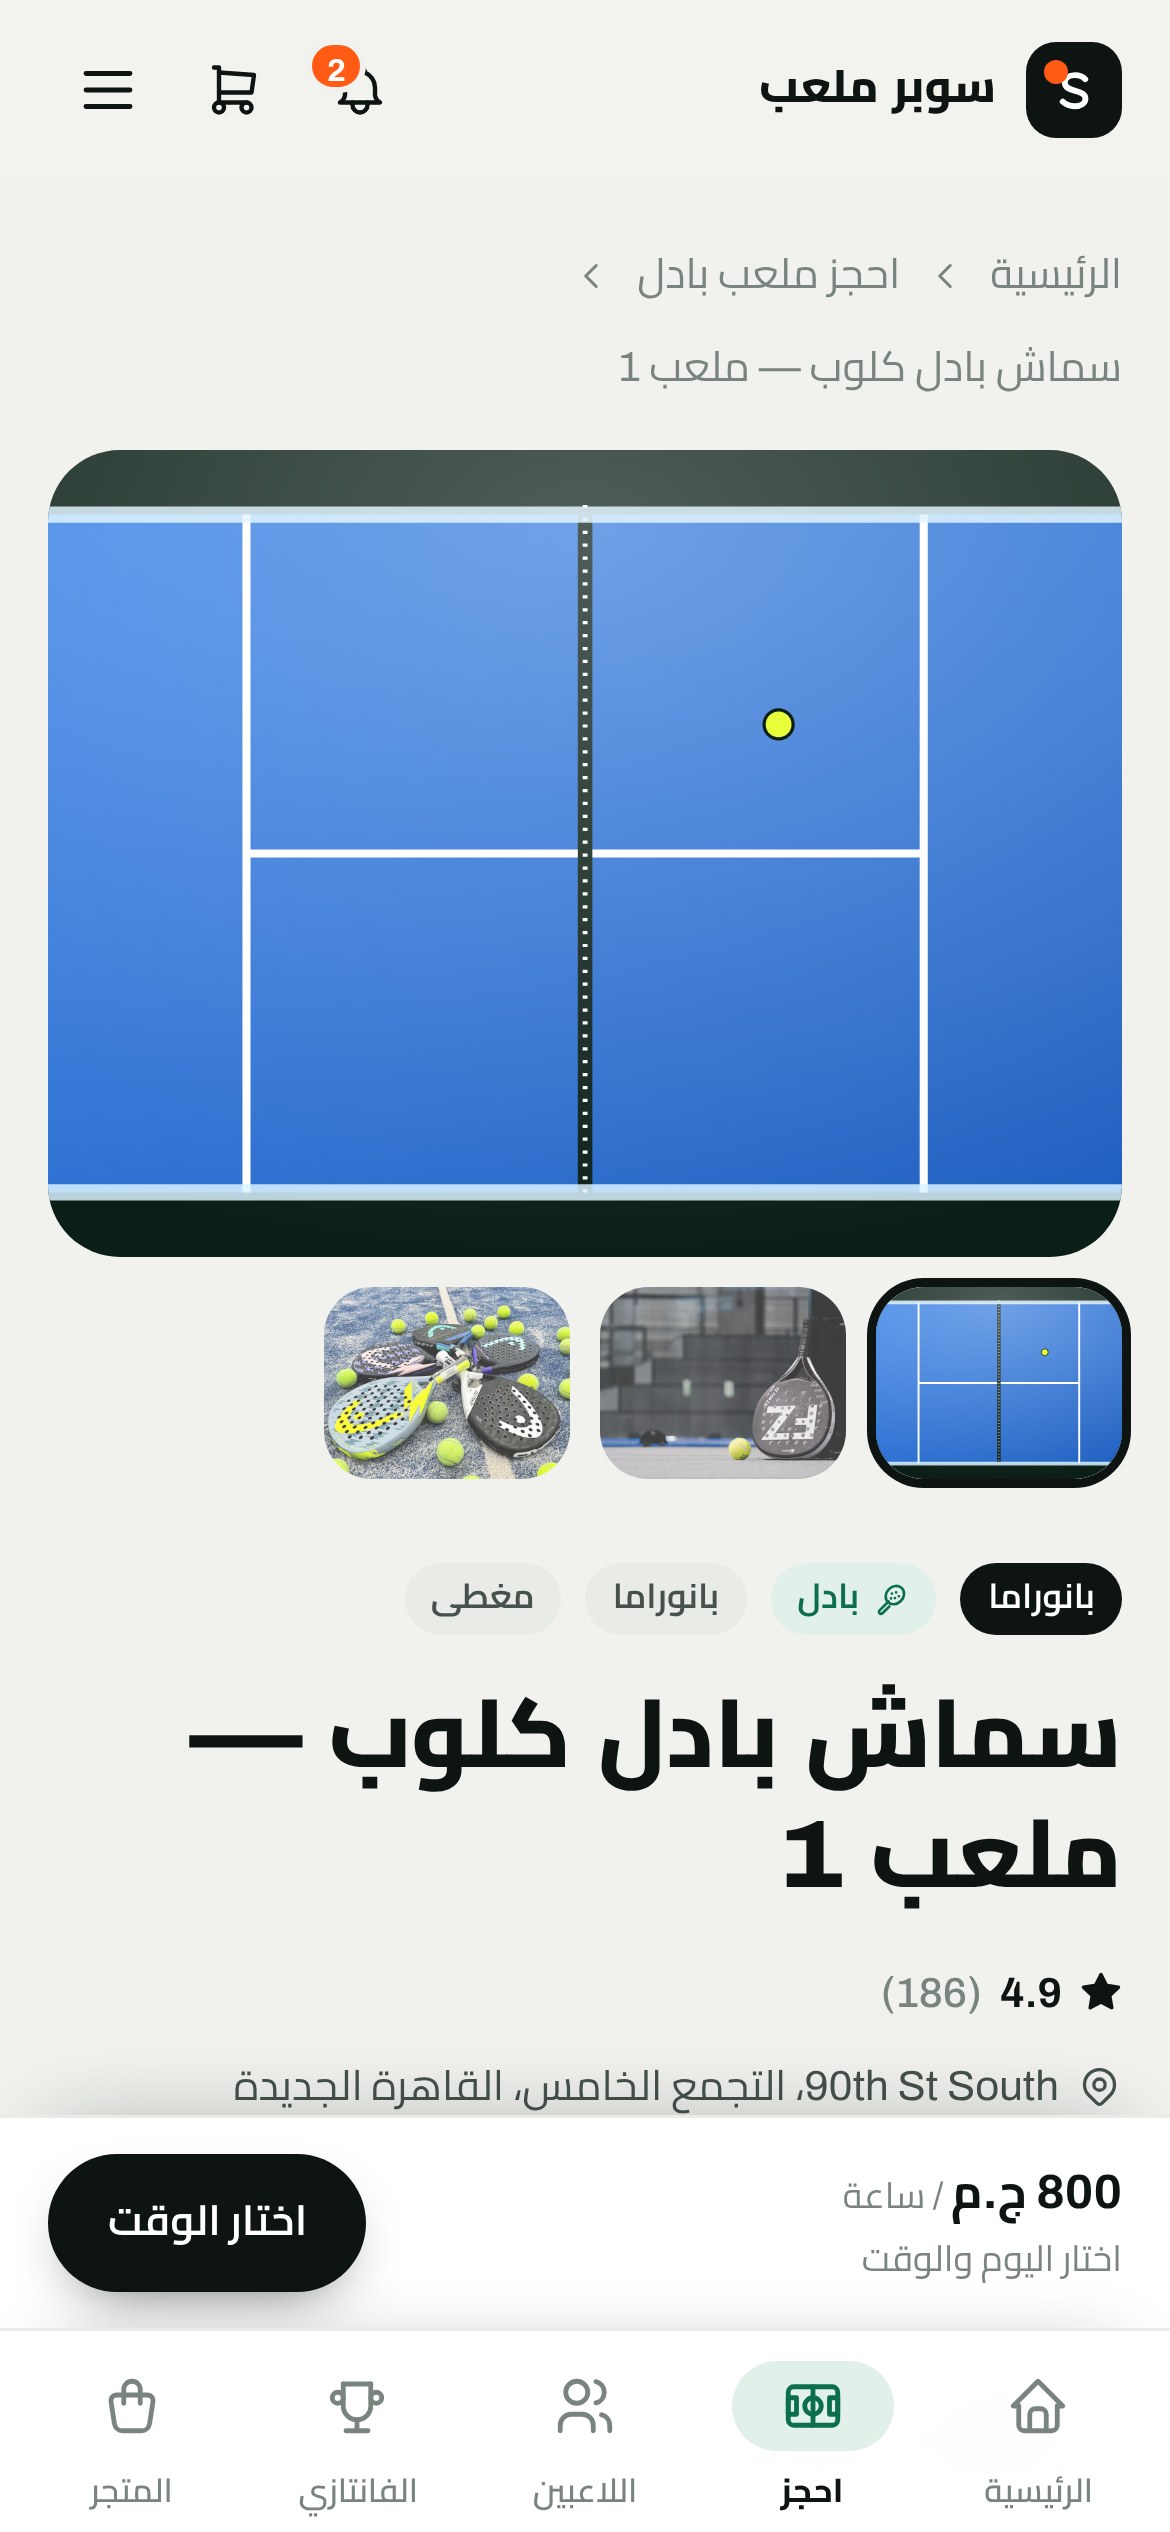 سوبر ملعب
2
الرئيسية
احجز ملعب بادل
سماش بادل كلوب — ملعب 1
بانوراما
بادل
بانوراما
مغطى
سماش بادل كلوب —
ملعب 1
4.9 (186)
90th St South، التجمع الخامس، القاهرة الجديدة
800 ج.م / ساعة
اختار اليوم والوقت
اختار الوقت
الرئيسية
احجز
اللاعبين
الفانتازي
المتجر